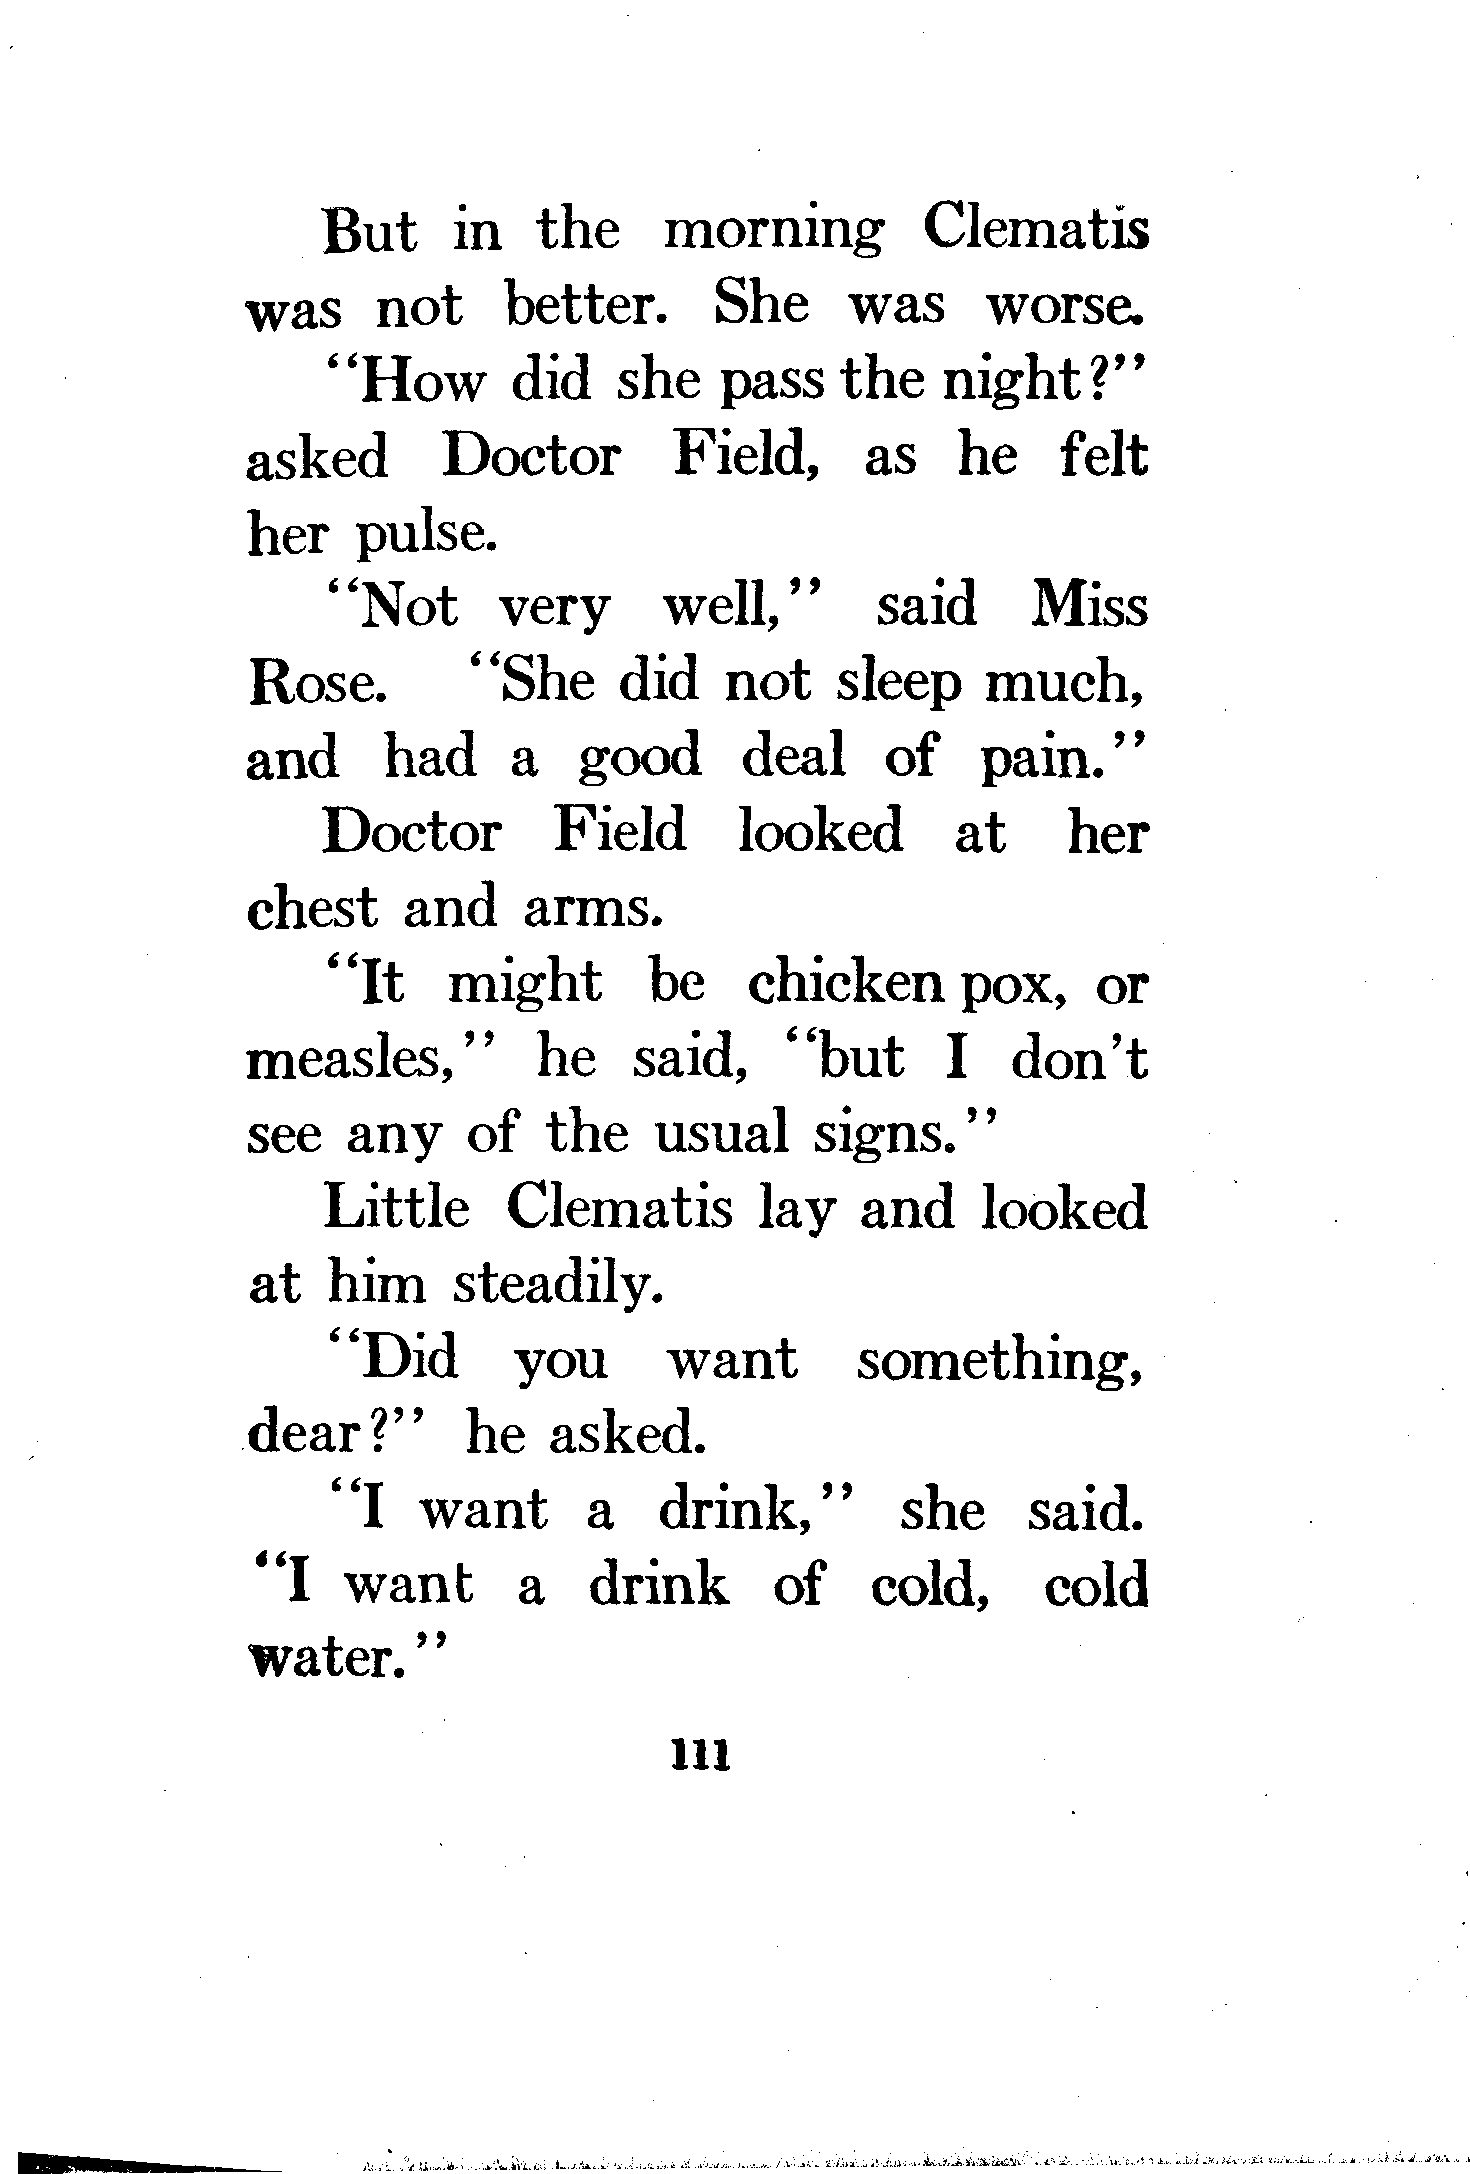 But in the morning Clematis
was not better. She was worse.
"How did she pass the night?"
asked Doctor Field, as he felt
her pulse.
"Not very well," said Miss
Rose. "She did not sleep much,
and had a good deal of pain."
Doctor Field looked at her
chest and arms.
"It might be chicken pox, or
measles," he said, "but I don't
see any of the usual signs."
Little Clematis lay and looked
at him steadily.
"Did you want something,
dear?" he asked.
"I want a drink," she said.
"I want a drink of cold, cold
water."
111